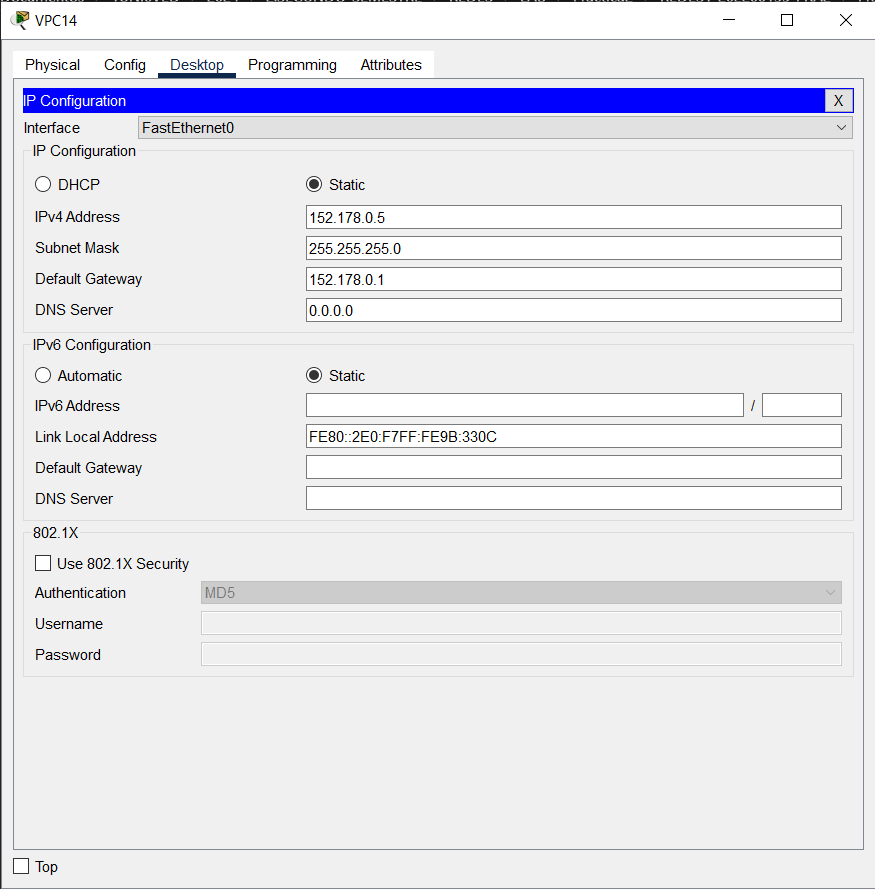 VPC14
Physical Config Desktop Programming Attributes
IP Configuration X
Interface FastEthernet0
IP Configuration
DHCP Static
IPv4 Address 152.178.0.5
Subnet Mask 255.255.255.0
Default Gateway 152.178.0.1
DNS Server 0.0.0.0
IPv6 Configuration
Automatic Static
IPv6 Address /
Link Local Address FE80::2E0:F7FF:FE9B:330C
Default Gateway
DNS Server
802.1X
Use 802.1X Security
Authentication MD5
Username
Password
Top